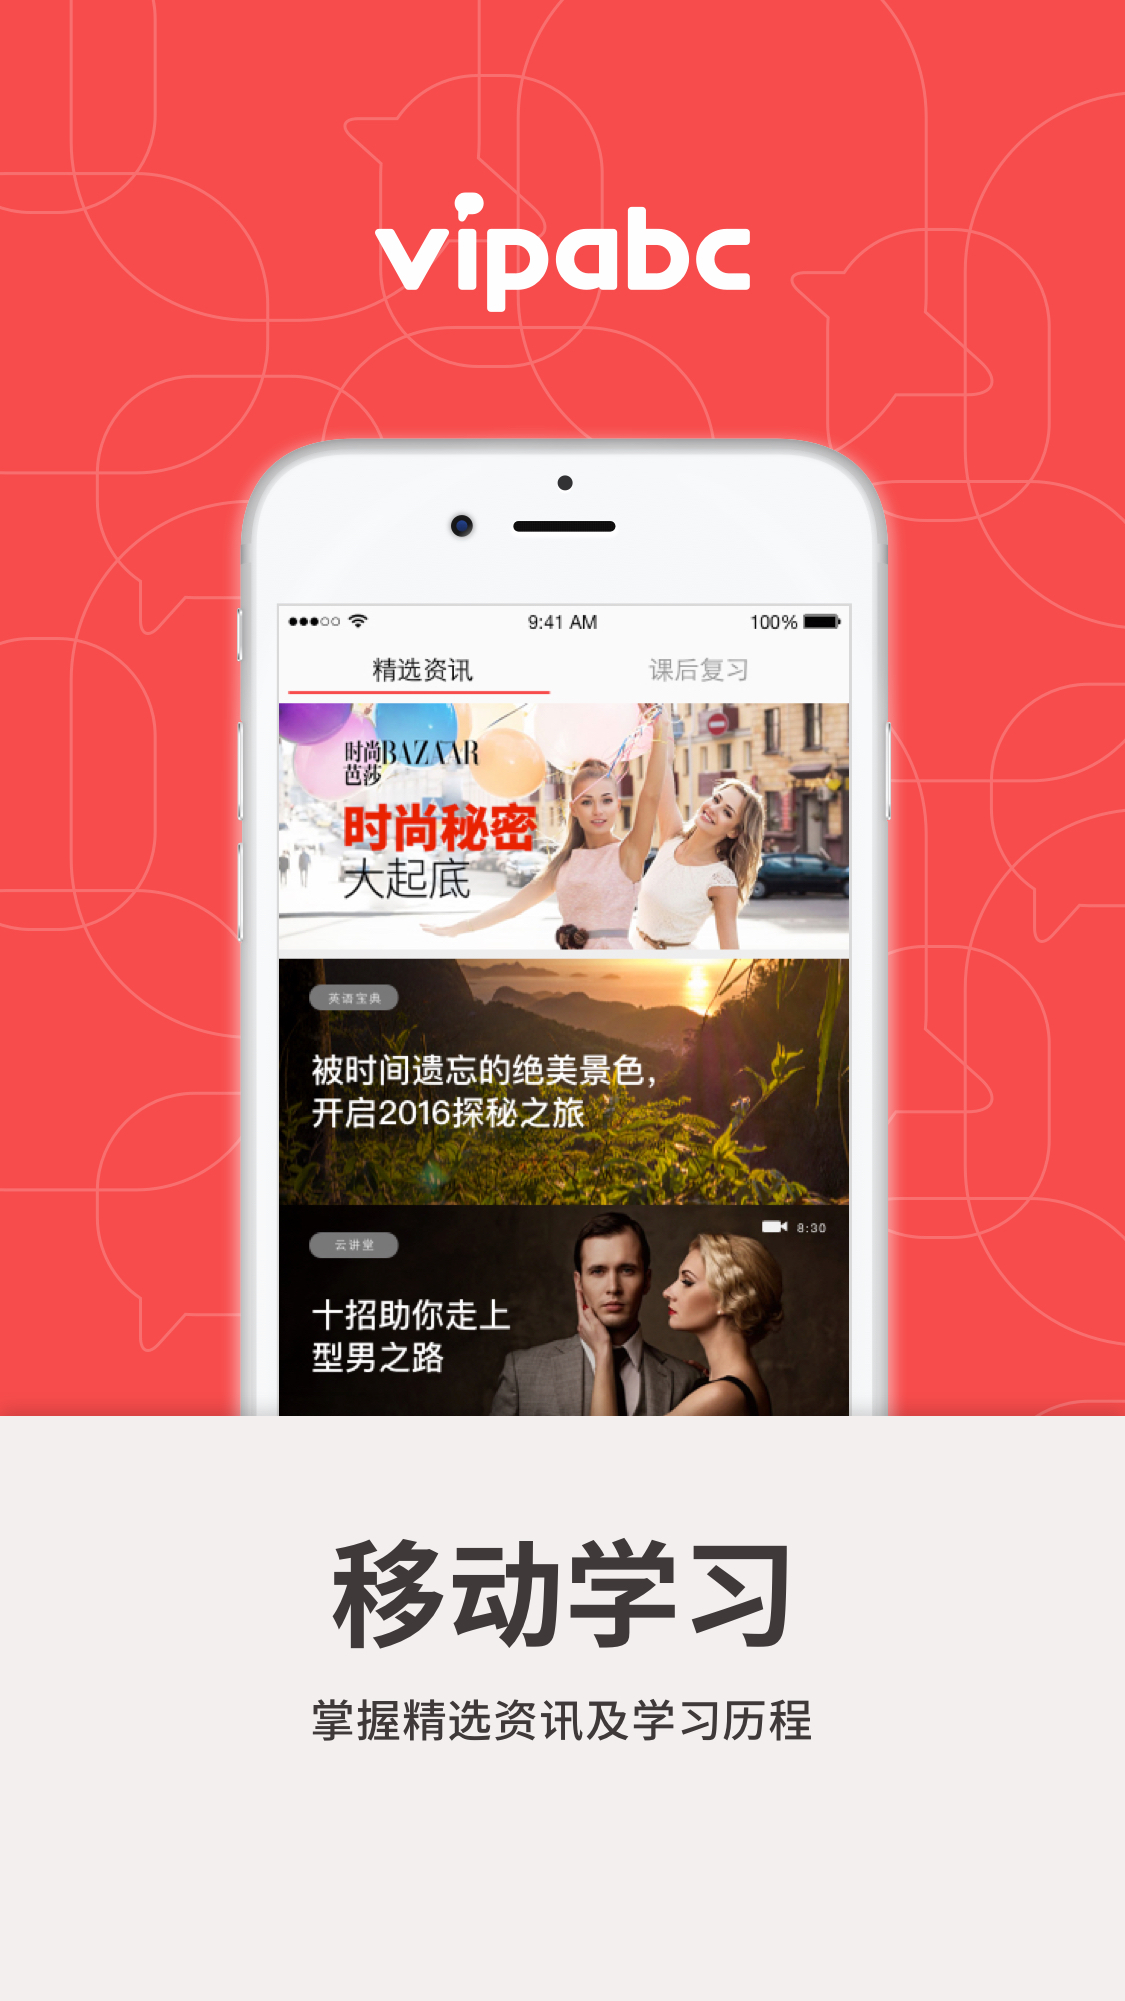 vipabc
9:41 AM
100%
精选资讯
课后复习
时尚BAZAAR
芭莎
时尚秘密
大起底
英语宝典
被时间遗忘的绝美景色，
开启2016探秘之旅
8:30
云讲堂
十招助你走上
型男之路
移动学习
掌握精选资讯及学习历程